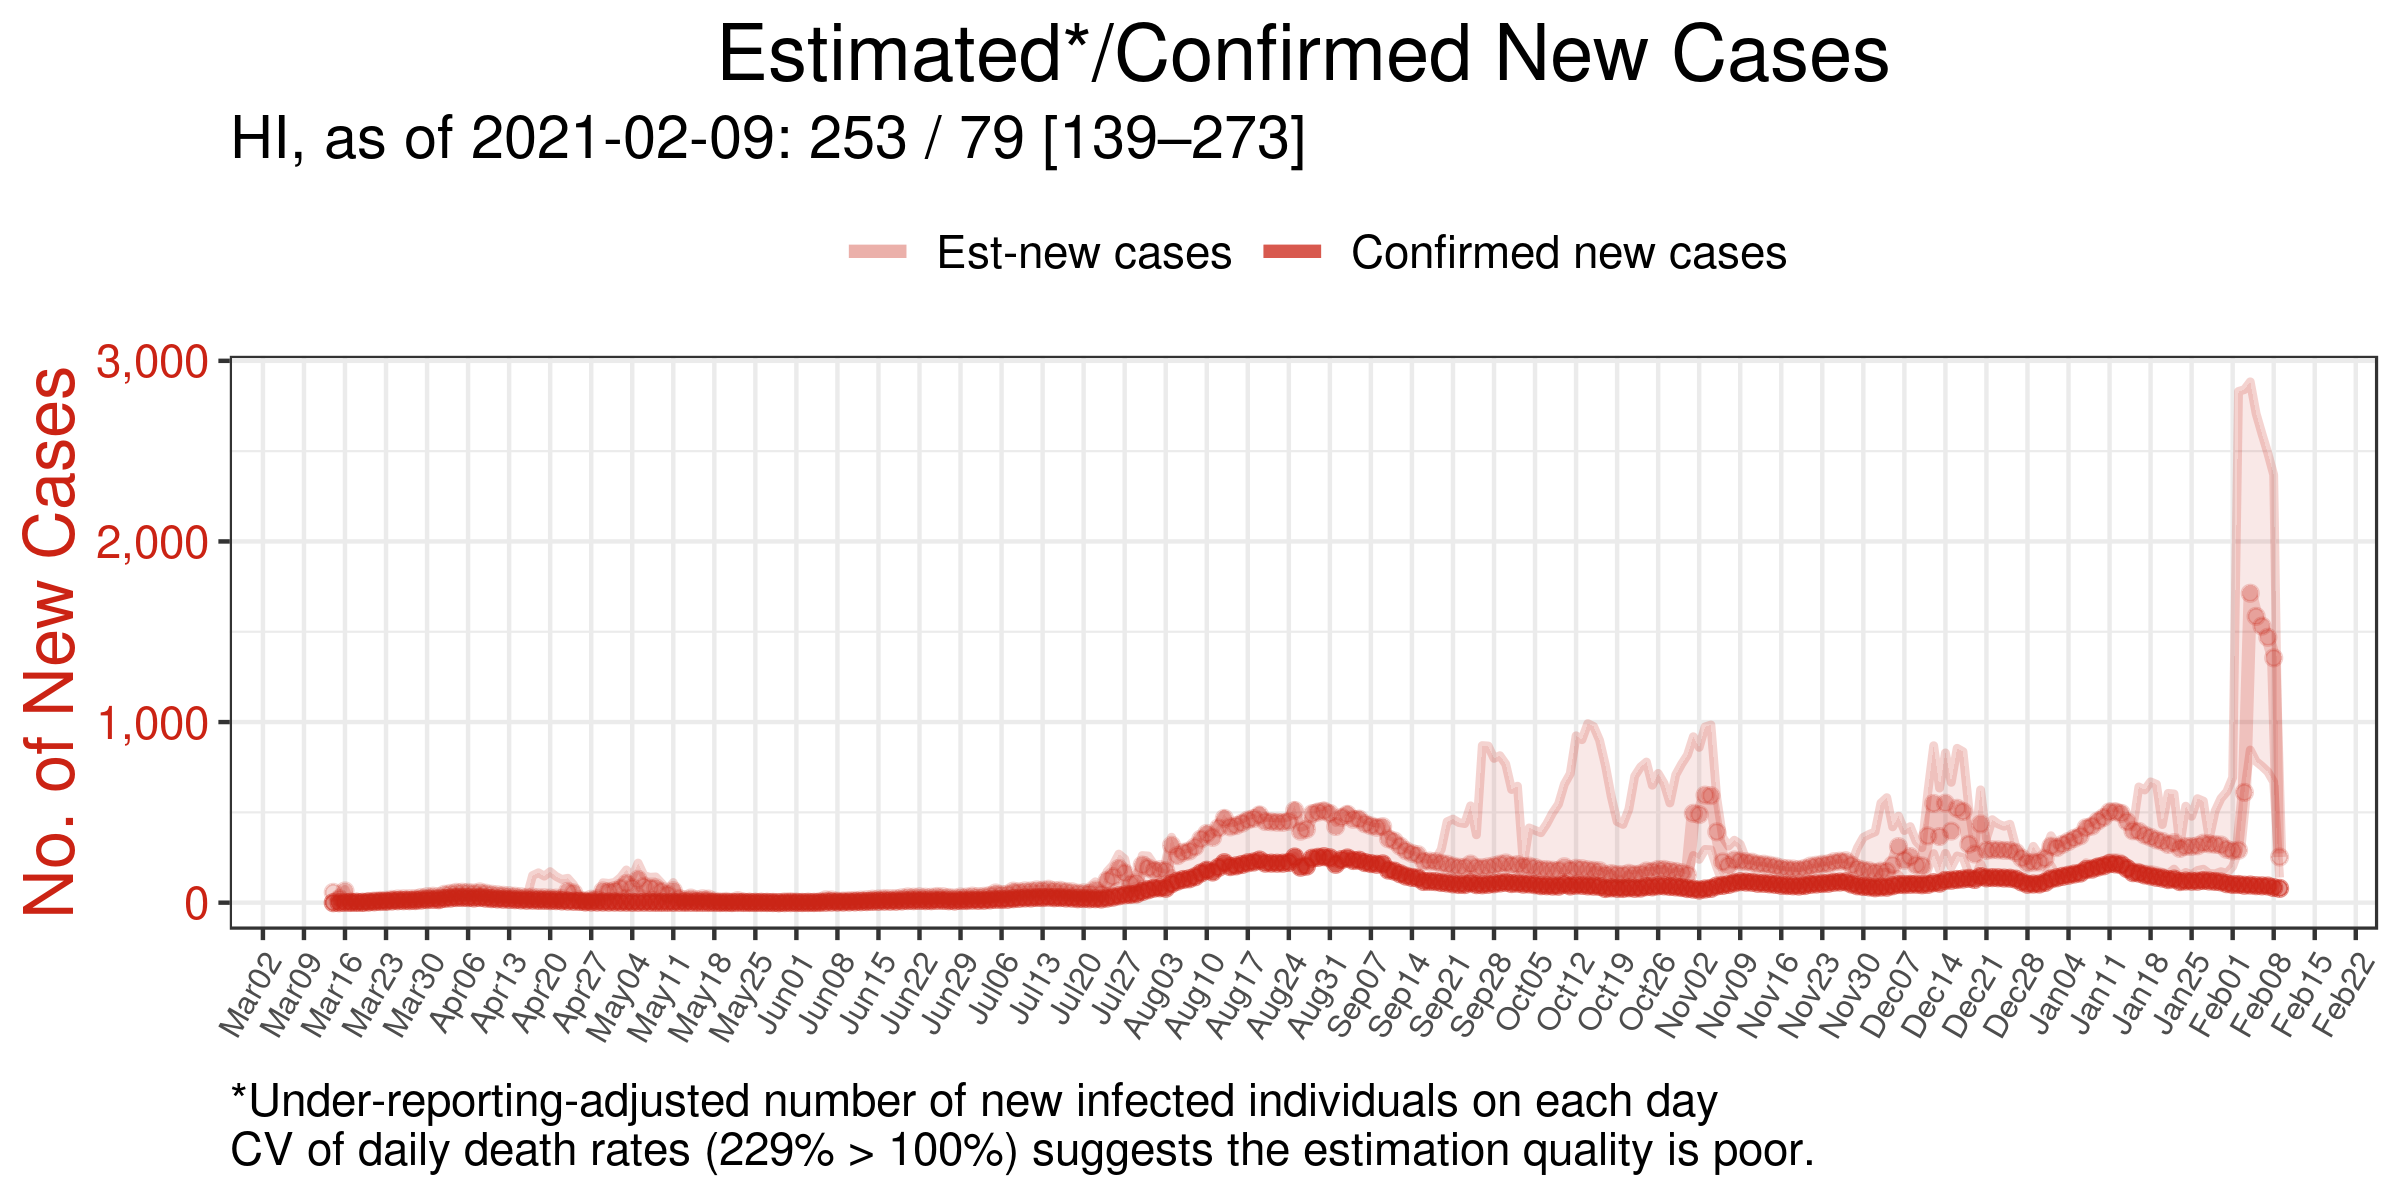 Estimated*/Confirmed New Cases
HI, as of 2021-02-09: 253 / 79 [139–273]
Est-new cases Confirmed new cases
No. of New Cases
3,000
2,000
1,000
0
Mar02 Mar09 Mar16 Mar23 Mar30 Apr06 Apr13 Apr20 Apr27 May04 May11 May18 May25 Jun01 Jun08 Jun15 Jun22 Jun29 Jul06 Jul13 Jul20 Jul27 Aug03 Aug10 Aug17 Aug24 Aug31 Sep07 Sep14 Sep21 Sep28 Oct05 Oct12 Oct19 Oct26 Nov02 Nov09 Nov16 Nov23 Nov30 Dec07 Dec14 Dec21 Dec28 Jan04 Jan11 Jan18 Jan25 Feb01 Feb08 Feb15 Feb22
*Under-reporting-adjusted number of new infected individuals on each day
CV of daily death rates (229% > 100%) suggests the estimation quality is poor.